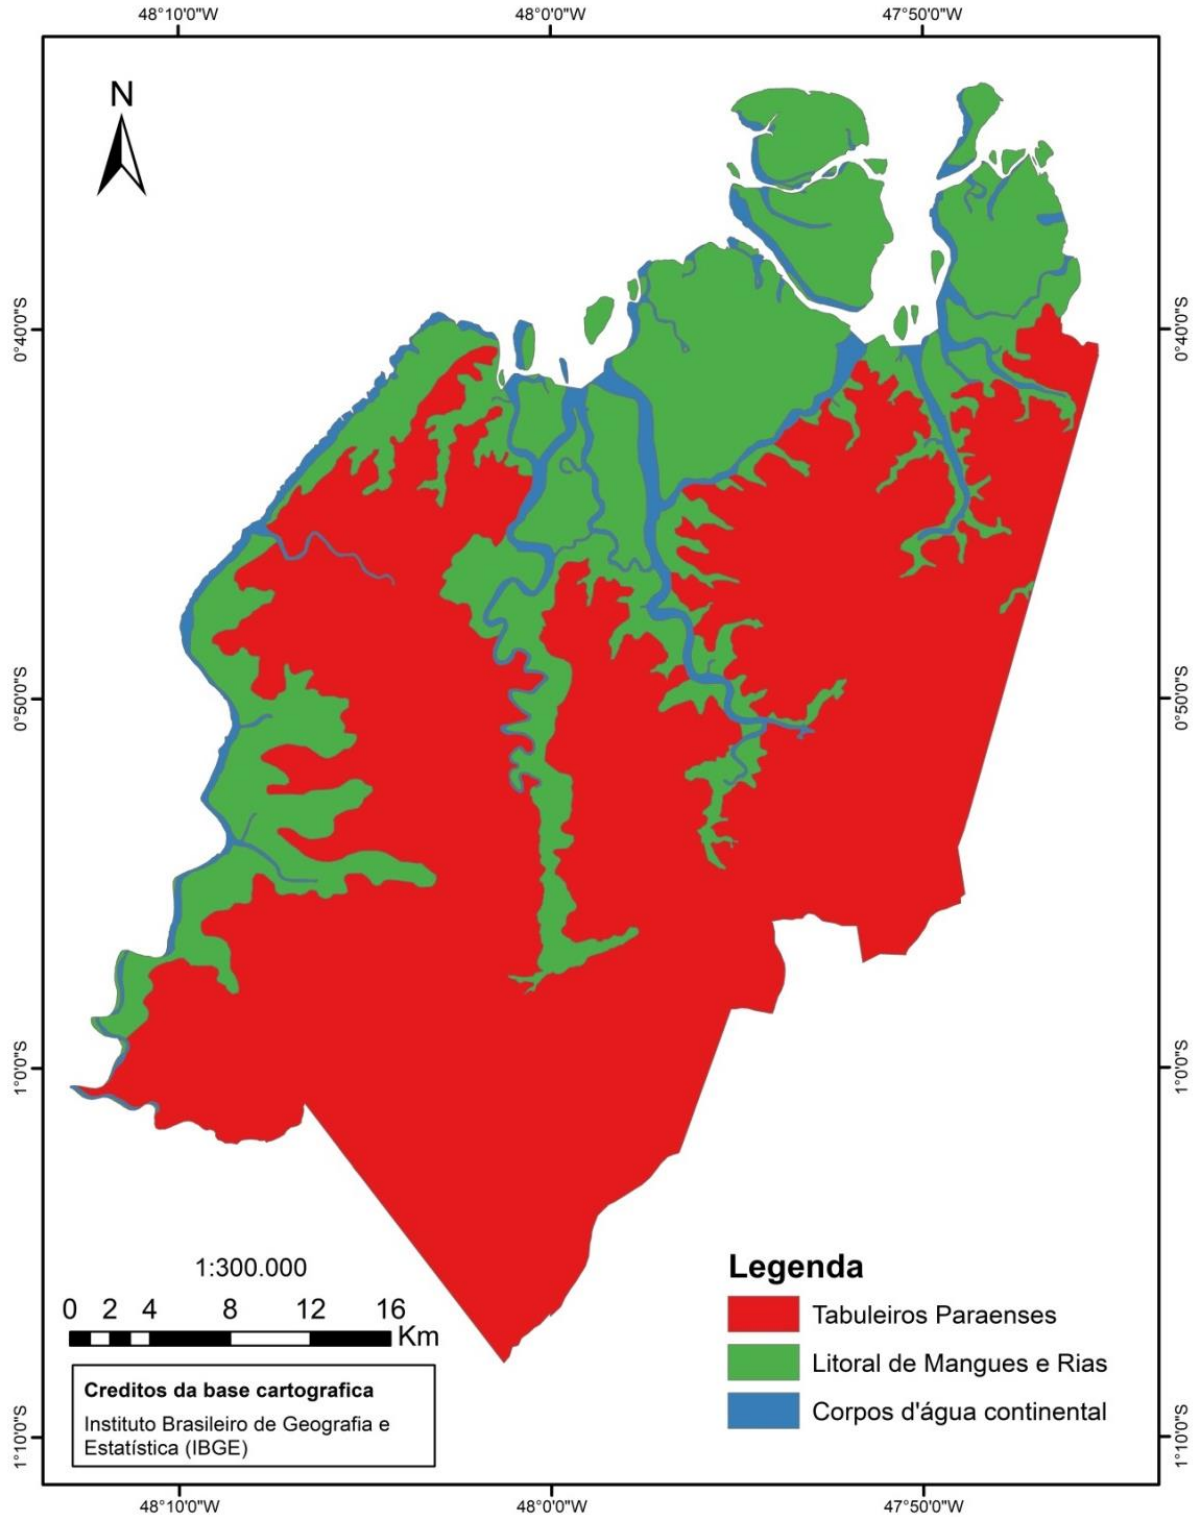 48°10'0"W 48°0'0"W 47°50'0"W
N
0°40'0"S 0°40'0"S
0°50'0"S 0°50'0"S
1°0'0"S 1°0'0"S
1:300.000
0 2 4 8 12 16
Km
Creditos da base cartografica
Instituto Brasileiro de Geografia e
Estatística (IBGE)
Legenda
Tabuleiros Paraenses
Litoral de Mangues e Rias
Corpos d'água continental
1°10'0"S 1°10'0"S
48°10'0"W 48°0'0"W 47°50'0"W